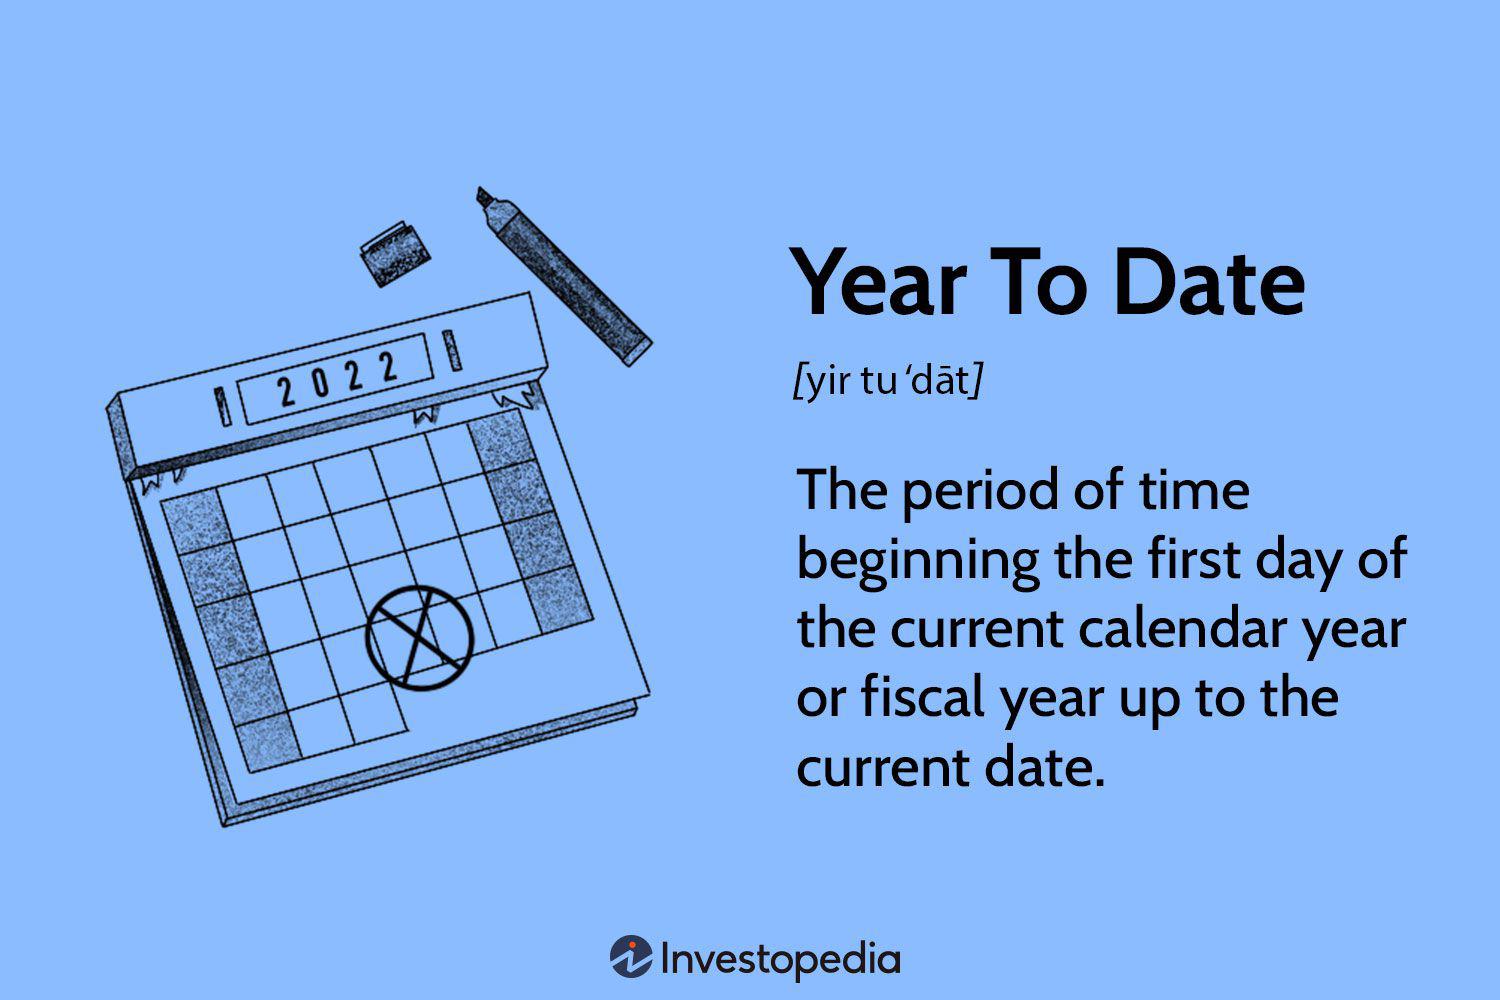 2022
Year To Date
[yir tu ‘dāt]
The period of time
beginning the first day of
the current calendar year
or fiscal year up to the
current date.
Investopedia